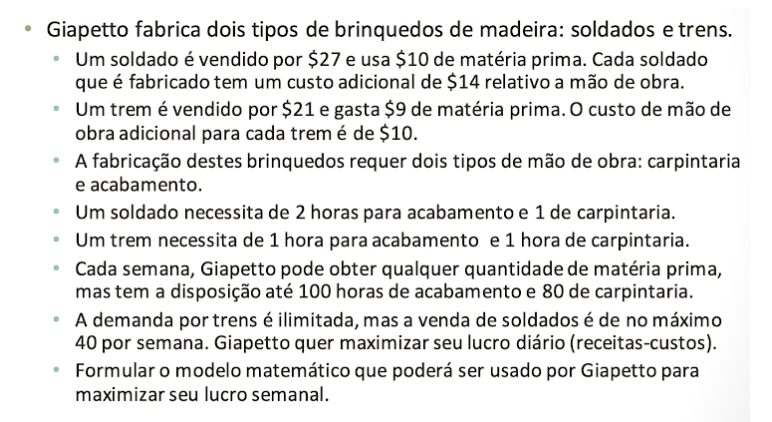 • Giapetto fabrica dois tipos de brinquedos de madeira: soldados e trens.
• Um soldado é vendido por $27 e usa $10 de matéria prima. Cada soldado
que é fabricado tem um custo adicional de $14 relativo a mão de obra.
• Um trem é vendido por $21 e gasta $9 de matéria prima. O custo de mão de
obra adicional para cada trem é de $10.
• A fabricação destes brinquedos requer dois tipos de mão de obra: carpintaria
e acabamento.
• Um soldado necessita de 2 horas para acabamento e 1 de carpintaria.
• Um trem necessita de 1 hora para acabamento e 1 hora de carpintaria.
• Cada semana, Giapetto pode obter qualquer quantidade de matéria prima,
mas tem a disposição até 100 horas de acabamento e 80 de carpintaria.
• A demanda por trens é ilimitada, mas a venda de soldados é de no máximo
40 por semana. Giapetto quer maximizar seu lucro diário (receitas-custos).
• Formular o modelo matemático que poderá ser usado por Giapetto para
maximizar seu lucro semanal.